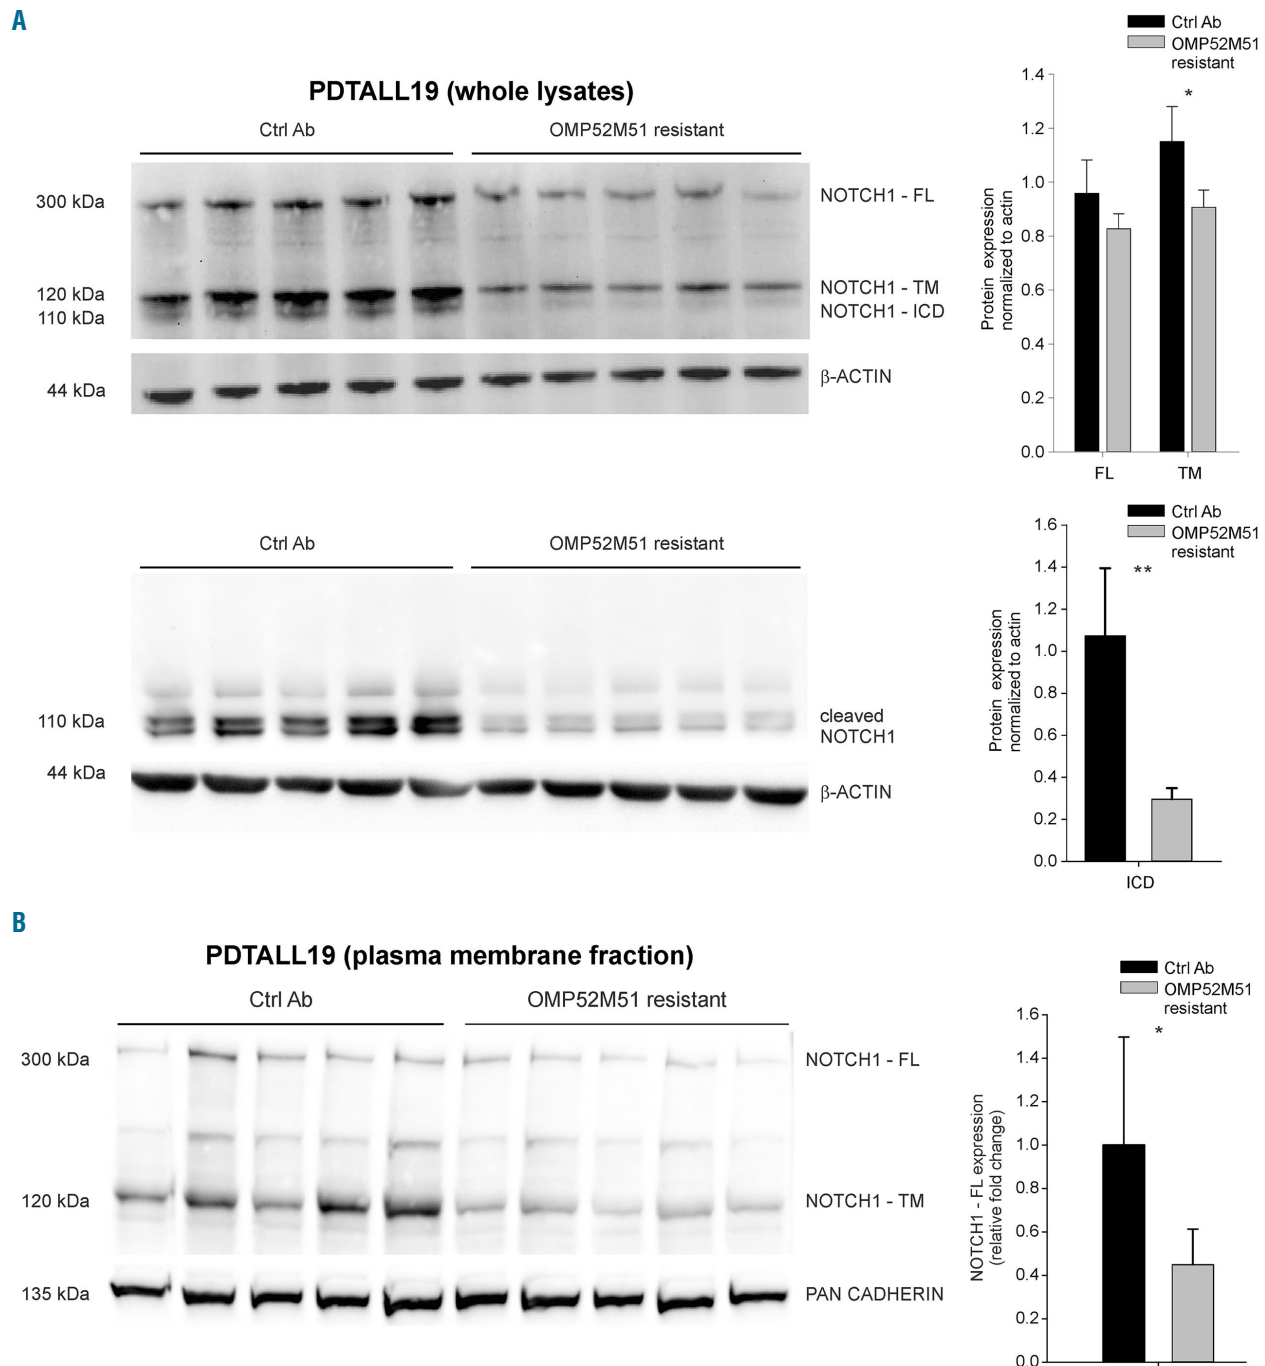 A
Ctrl Ab
OMP52M51
resistant
PDTALL19 (whole lysates)
Ctrl Ab
OMP52M51 resistant
300 kDa
120 kDa
110 kDa
44 kDa
NOTCH1 - FL
NOTCH1 - TM
NOTCH1 - ICD
β-ACTIN
Protein expression
normalized to actin
1.4
1.2
1.0
0.8
0.6
0.4
0.2
0.0
*
FL
TM
Ctrl Ab
OMP52M51 resistant
110 kDa
44 kDa
cleaved
NOTCH1
β-ACTIN
Ctrl Ab
OMP52M51
resistant
Protein expression
normalized to actin
1.6
1.4
1.2
1.0
0.8
0.6
0.4
0.2
0.0
**
ICD
B
PDTALL19 (plasma membrane fraction)
Ctrl Ab
OMP52M51 resistant
300 kDa
120 kDa
135 kDa
NOTCH1 - FL
NOTCH1 - TM
PAN CADHERIN
Ctrl Ab
OMP52M51
resistant
NOTCH1 - FL expression
(relative fold change)
1.6
1.4
1.2
1.0
0.8
0.6
0.4
0.2
0.0
*